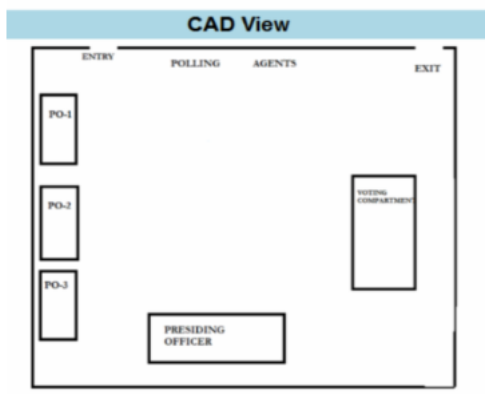 CAD View
ENTRY
POLLING AGENTS
EXIT
PO-1
PO-2
VOTING
COMPARTMENT
PO-3
PRESIDING
OFFICER